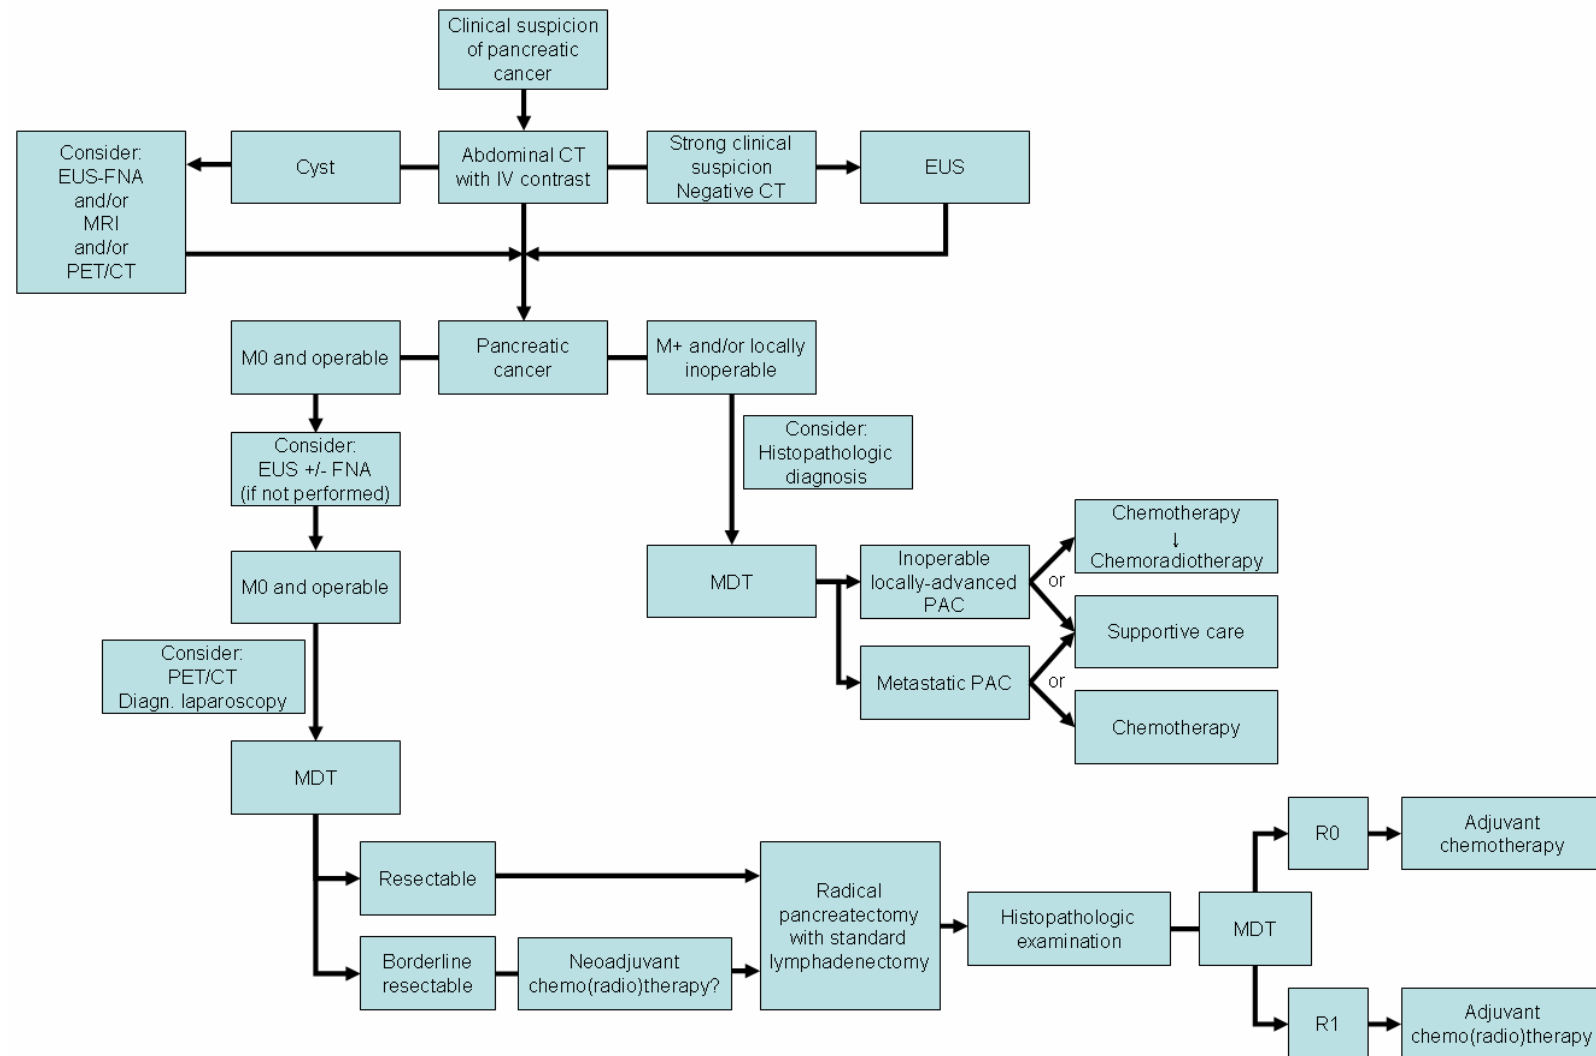 Clinical suspicion
of pancreatic
cancer
Consider:
EUS-FNA
and/or
MRI
and/or
PET/CT
Cyst
Abdominal CT
with IV contrast
Strong clinical
suspicion
Negative CT
EUS
M0 and operable
Pancreatic
cancer
M+ and/or locally
inoperable
Consider:
EUS +/- FNA
(if not performed)
Consider:
Histopathologic
diagnosis
M0 and operable
MDT
Inoperable
locally-advanced
PAC
Chemotherapy
↓
Chemoradiotherapy
or
Supportive care
Consider:
PET/CT
Diagn. laparoscopy
Metastatic PAC
or
Chemotherapy
MDT
Resectable
Borderline
resectable
Neoadjuvant
chemo(radio)therapy?
Radical
pancreatectomy
with standard
lymphadenectomy
Histopathologic
examination
MDT
R0
Adjuvant
chemotherapy
R1
Adjuvant
chemo(radio)therapy